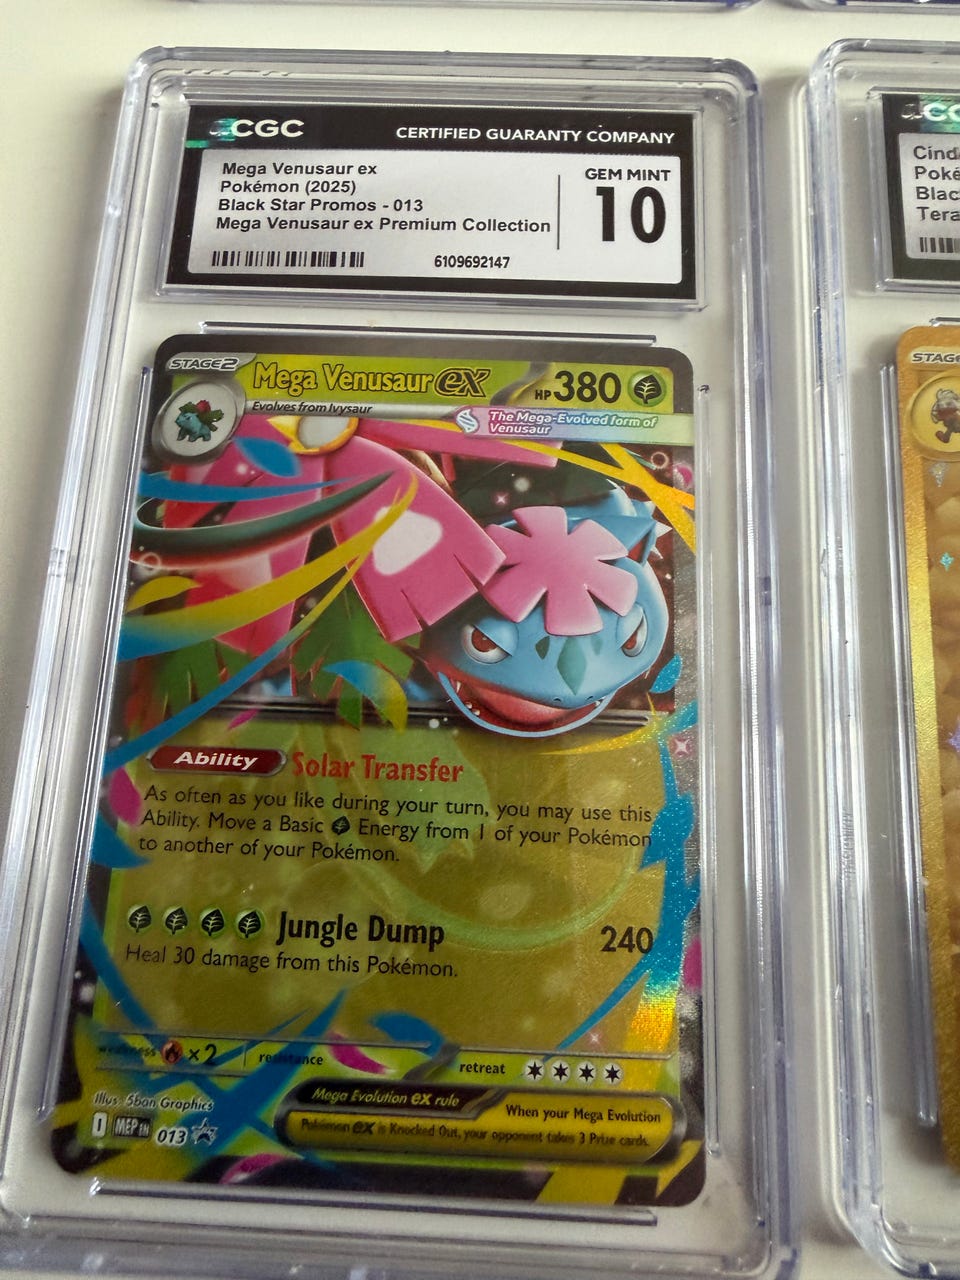 CGC
CERTIFIED GUARANTY COMPANY
Mega Venusaur ex
Pokémon (2025)
Black Star Promos - 013
Mega Venusaur ex Premium Collection
GEM MINT
10
6109692147
STAGE2
Mega Venusaur ex
HP380
Evolves from Ivysaur
The Mega-Evolved form of
Venusaur
Ability Solar Transfer
As often as you like during your turn, you may use this
Ability. Move a Basic Energy from 1 of your Pokémon
to another of your Pokémon.
Jungle Dump 240
Heal 30 damage from this Pokémon.
weakness ×2 resistance
retreat
Illus. 5ban Graphics
I MEP EN 013
Mega Evolution ex rule
When your Mega Evolution
Pokémon ex is Knocked Out, your opponent takes 3 Prize cards.
STAGE